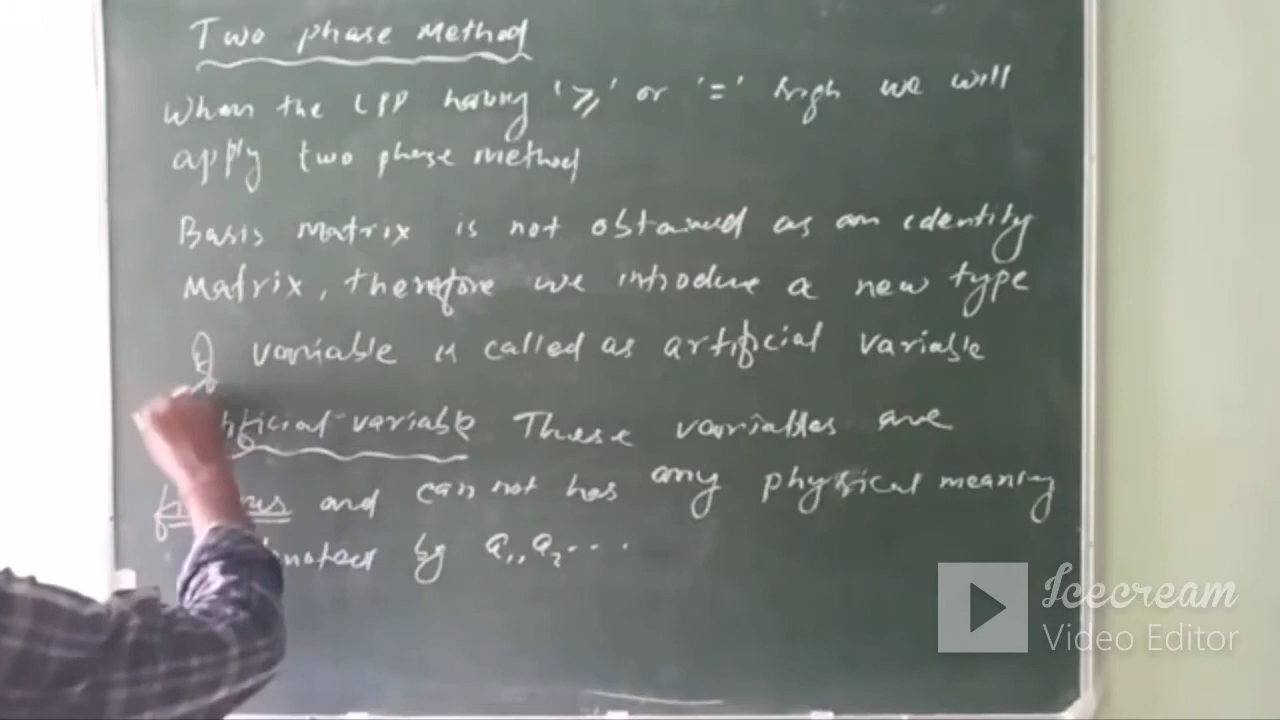 Two phase Method
When the LPP having '≥' or '=' sign we will
apply two phase method
Basis Matrix is not obtained as an identity
Matrix, therefore we introduce a new type
of variable is called as artificial variable
variable These variables are
and can not has any physical meaning
by a₁, a₂ ...
Icecream
Video Editor